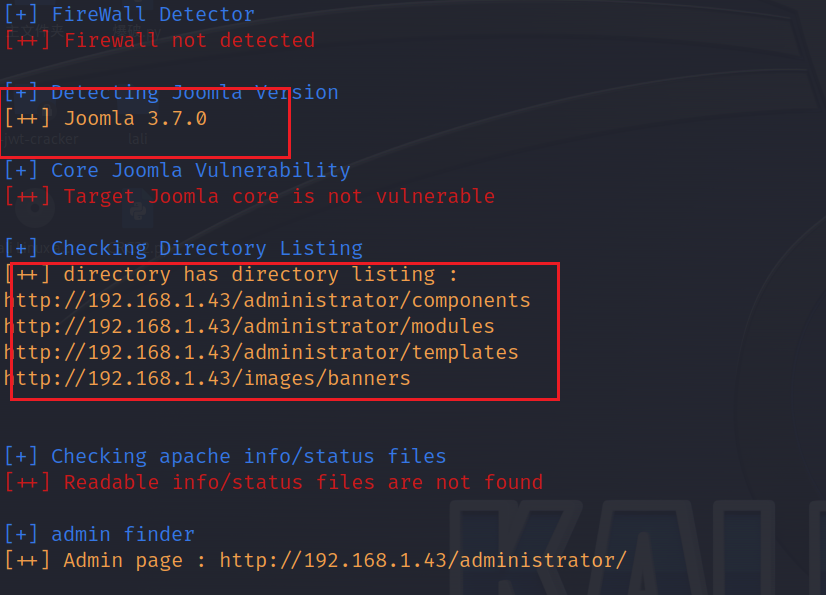 [+] FireWall Detector
[++] Firewall not detected
[+] Detecting Joomla Version
[++] Joomla 3.7.0
jwt-cracker
[+] Core Joomla Vulnerability
[++] Target Joomla core is not vulnerable
[+] Checking Directory Listing
[++] directory has directory listing :
http://192.168.1.43/administrator/components
http://192.168.1.43/administrator/modules
http://192.168.1.43/administrator/templates
http://192.168.1.43/images/banners
[+] Checking apache info/status files
[++] Readable info/status files are not found
[+] admin finder
[++] Admin page : http://192.168.1.43/administrator/
KALI